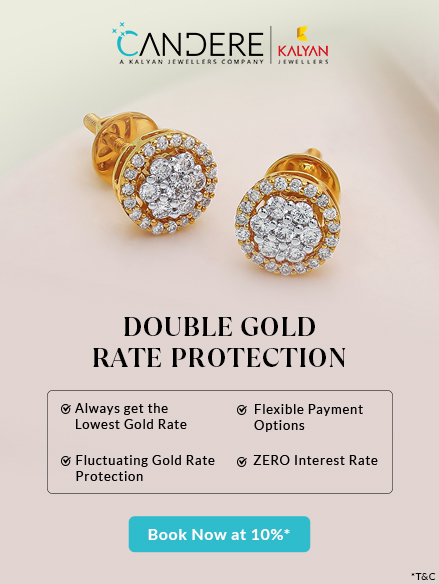 CANDERE
A KALYAN JEWELLERS COMPANY
KALYAN
JEWELLERS
DOUBLE GOLD
RATE PROTECTION
Always get the
Lowest Gold Rate
Flexible Payment
Options
Fluctuating Gold Rate
Protection
ZERO Interest Rate
Book Now at 10%*
*T&C